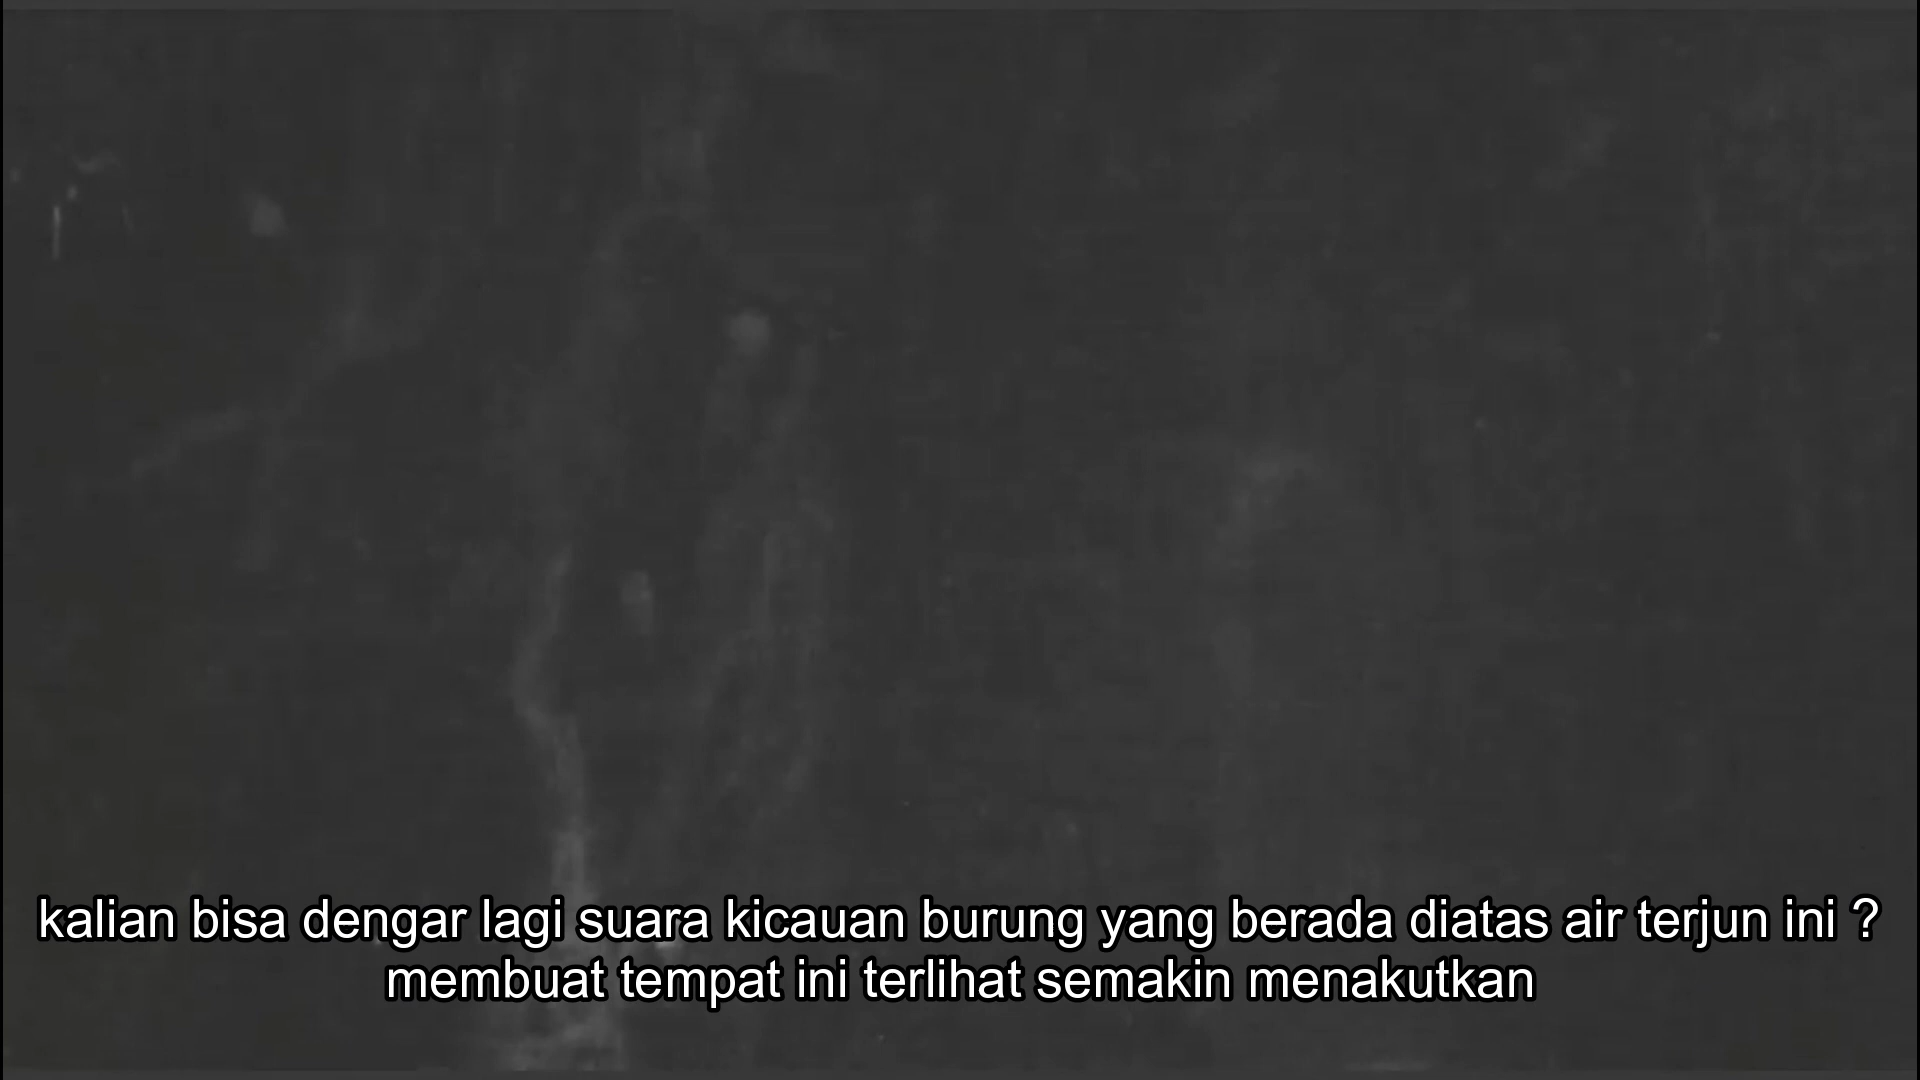 kalian bisa dengar lagi suara kicauan burung yang berada diatas air terjun ini ?
membuat tempat ini terlihat semakin menakutkan